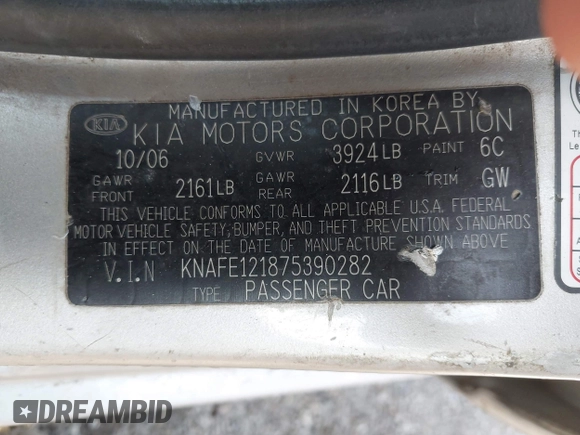 MANUFACTURED IN KOREA BY
KIA KIA MOTORS CORPORATION
10/06 GVWR 3924LB PAINT 6C
GAWR FRONT 2161LB GAWR REAR 2116LB TRIM GW
THIS VEHICLE CONFORMS TO ALL APPLICABLE U.S.A. FEDERAL
MOTOR VEHICLE SAFETY, BUMPER, AND THEFT PREVENTION STANDARDS
IN EFFECT ON THE DATE OF MANUFACTURE SHOWN ABOVE
V.I.N KNAFE121875390282
TYPE PASSENGER CAR
DREAMBID